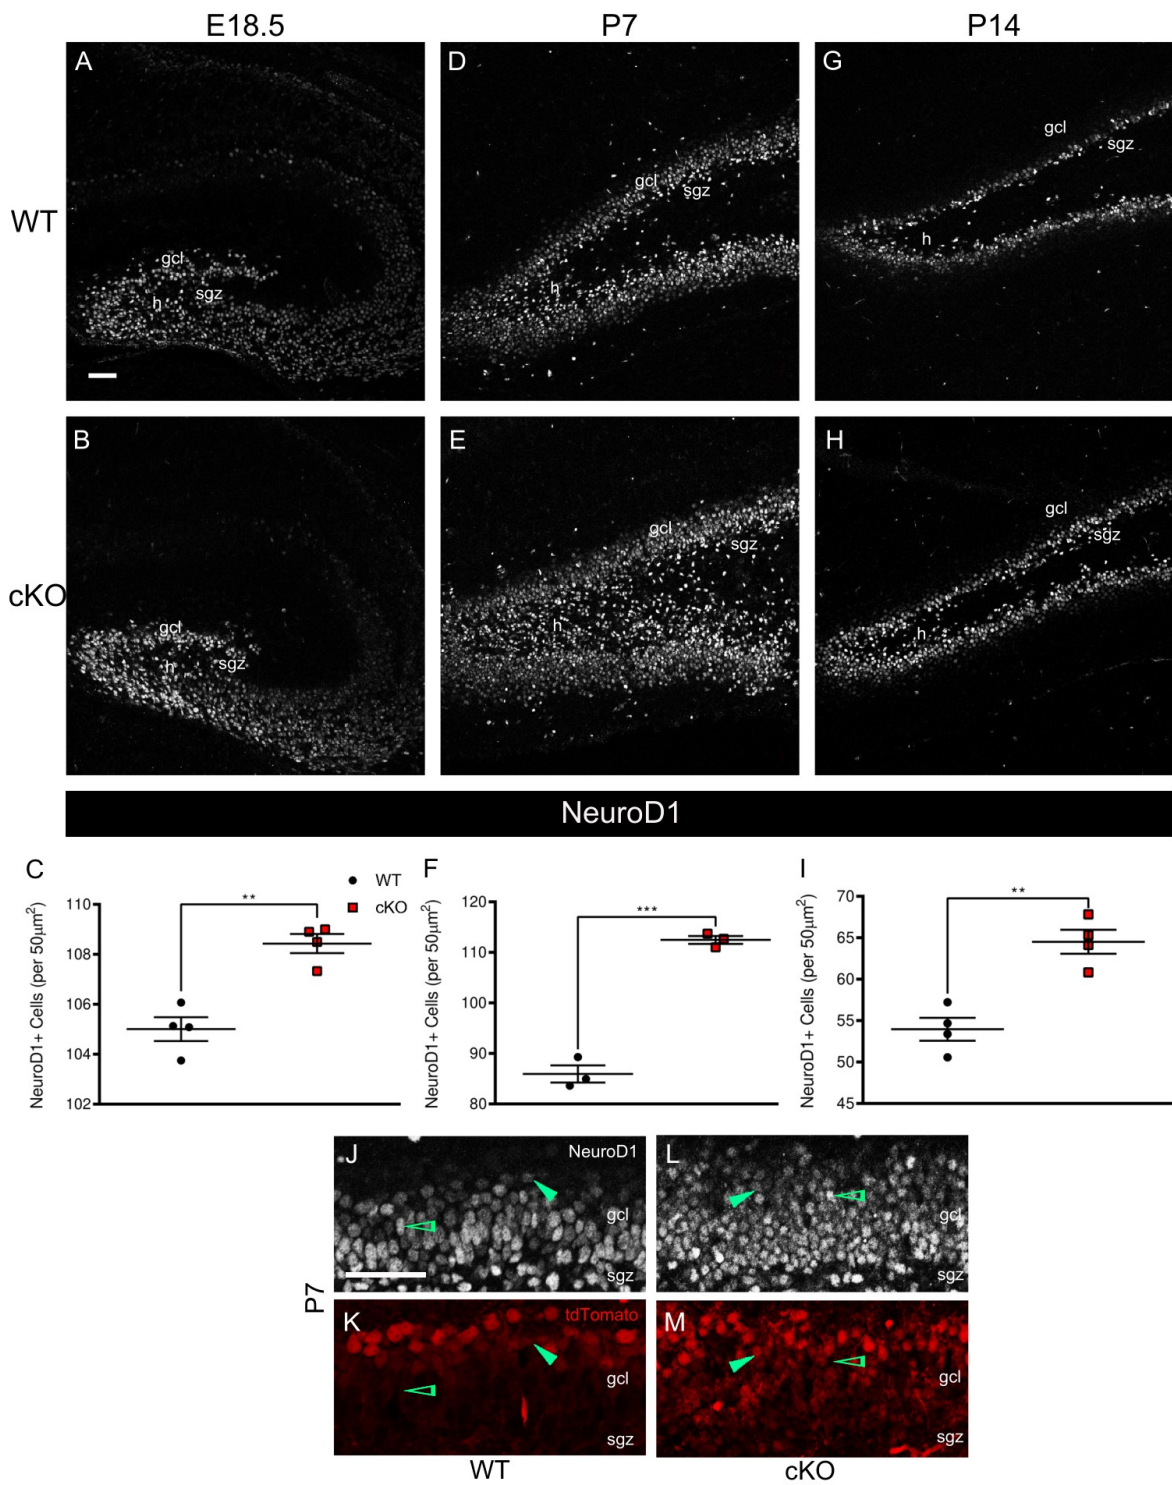 E18.5 P7 P14
A D G
gcl
sgz
gcl
sgz
WT
h
gcl
sgz
h
h
B E H
gcl
sgz
gcl
sgz
cKO
gcl
h
sgz
h
h
NeuroD1
C F I
WT
cKO
**
110
108
106
104
102
NeuroD1+ Cells (per 50µm²)
***
120
110
100
90
80
NeuroD1+ Cells (per 50µm²)
**
70
65
60
55
50
45
NeuroD1+ Cells (per 50µm²)
J NeuroD1
gcl
sgz
L
gcl
sgz
P7
K tdTomato
gcl
sgz
M
gcl
sgz
WT cKO